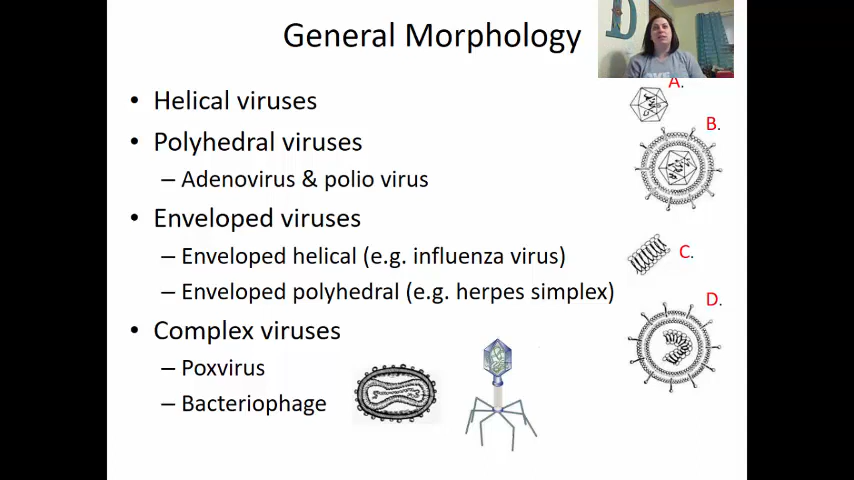 General Morphology
• Helical viruses
• Polyhedral viruses
– Adenovirus & polio virus
• Enveloped viruses
– Enveloped helical (e.g. influenza virus)
– Enveloped polyhedral (e.g. herpes simplex)
• Complex viruses
– Poxvirus
– Bacteriophage
A.
B.
C.
D.
D